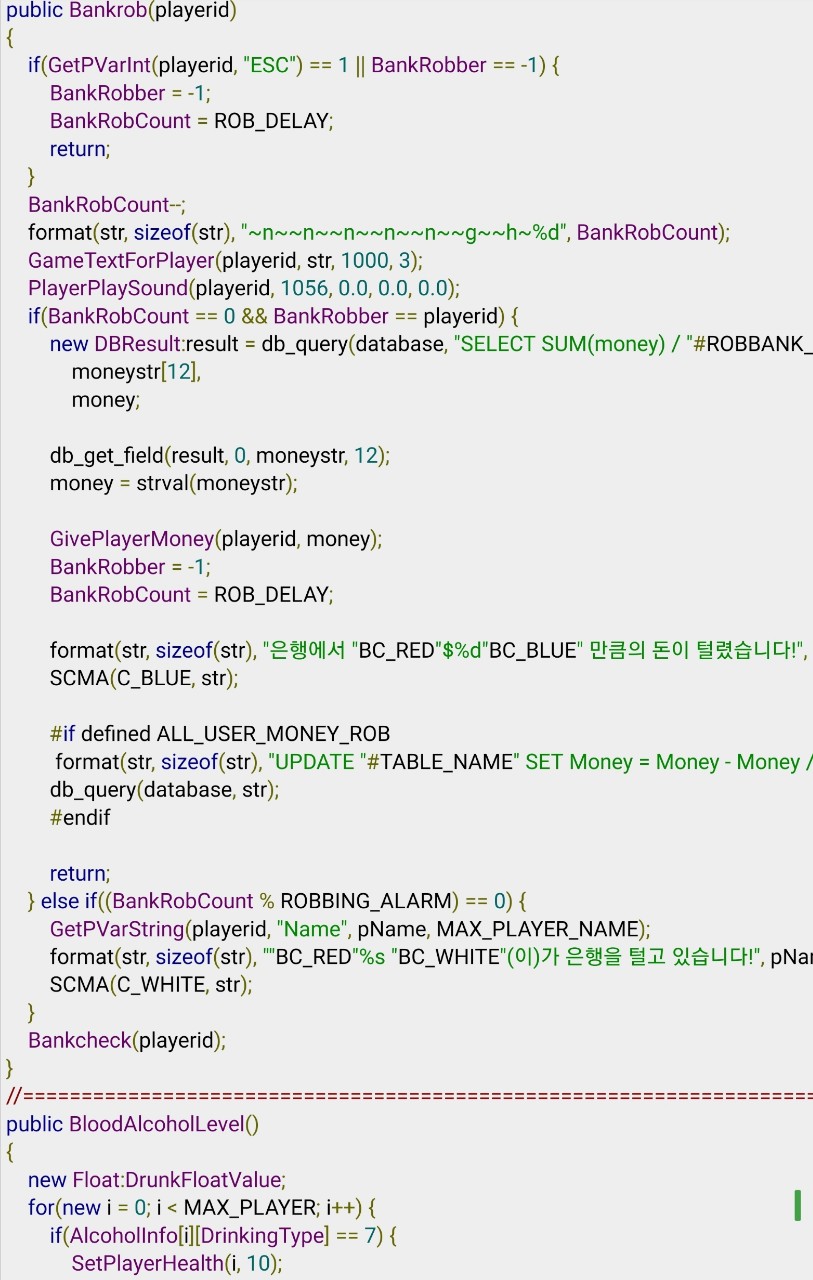 public Bankrob(playerid)
{
if(GetPVarInt(playerid, "ESC") == 1 || BankRobber == -1) {
BankRobber = -1;
BankRobCount = ROB_DELAY;
return;
}
BankRobCount--;
format(str, sizeof(str), "~n~~n~~n~~n~~n~~g~~h~%d", BankRobCount);
GameTextForPlayer(playerid, str, 1000, 3);
PlayerPlaySound(playerid, 1056, 0.0, 0.0, 0.0);
if(BankRobCount == 0 && BankRobber == playerid) {
new DBResult:result = db_query(database, "SELECT SUM(money) / "#ROBBANK_
moneystr[12],
money;
db_get_field(result, 0, moneystr, 12);
money = strval(moneystr);
GivePlayerMoney(playerid, money);
BankRobber = -1;
BankRobCount = ROB_DELAY;
format(str, sizeof(str), "은행에서 "BC_RED"$%d"BC_BLUE" 만큼의 돈이 털렸습니다!",
SCMA(C_BLUE, str);
#if defined ALL_USER_MONEY_ROB
format(str, sizeof(str), "UPDATE "#TABLE_NAME" SET Money = Money - Money /
db_query(database, str);
#endif
return;
} else if((BankRobCount % ROBBING_ALARM) == 0) {
GetPVarString(playerid, "Name", pName, MAX_PLAYER_NAME);
format(str, sizeof(str), ""BC_RED"%s "BC_WHITE"(이)가 은행을 털고 있습니다!", pNar
SCMA(C_WHITE, str);
}
Bankcheck(playerid);
}
//====================================================================
public BloodAlcoholLevel()
{
new Float:DrunkFloatValue;
for(new i = 0; i < MAX_PLAYER; i++) {
if(AlcoholInfo[i][DrinkingType] == 7) {
SetPlayerHealth(i, 10);